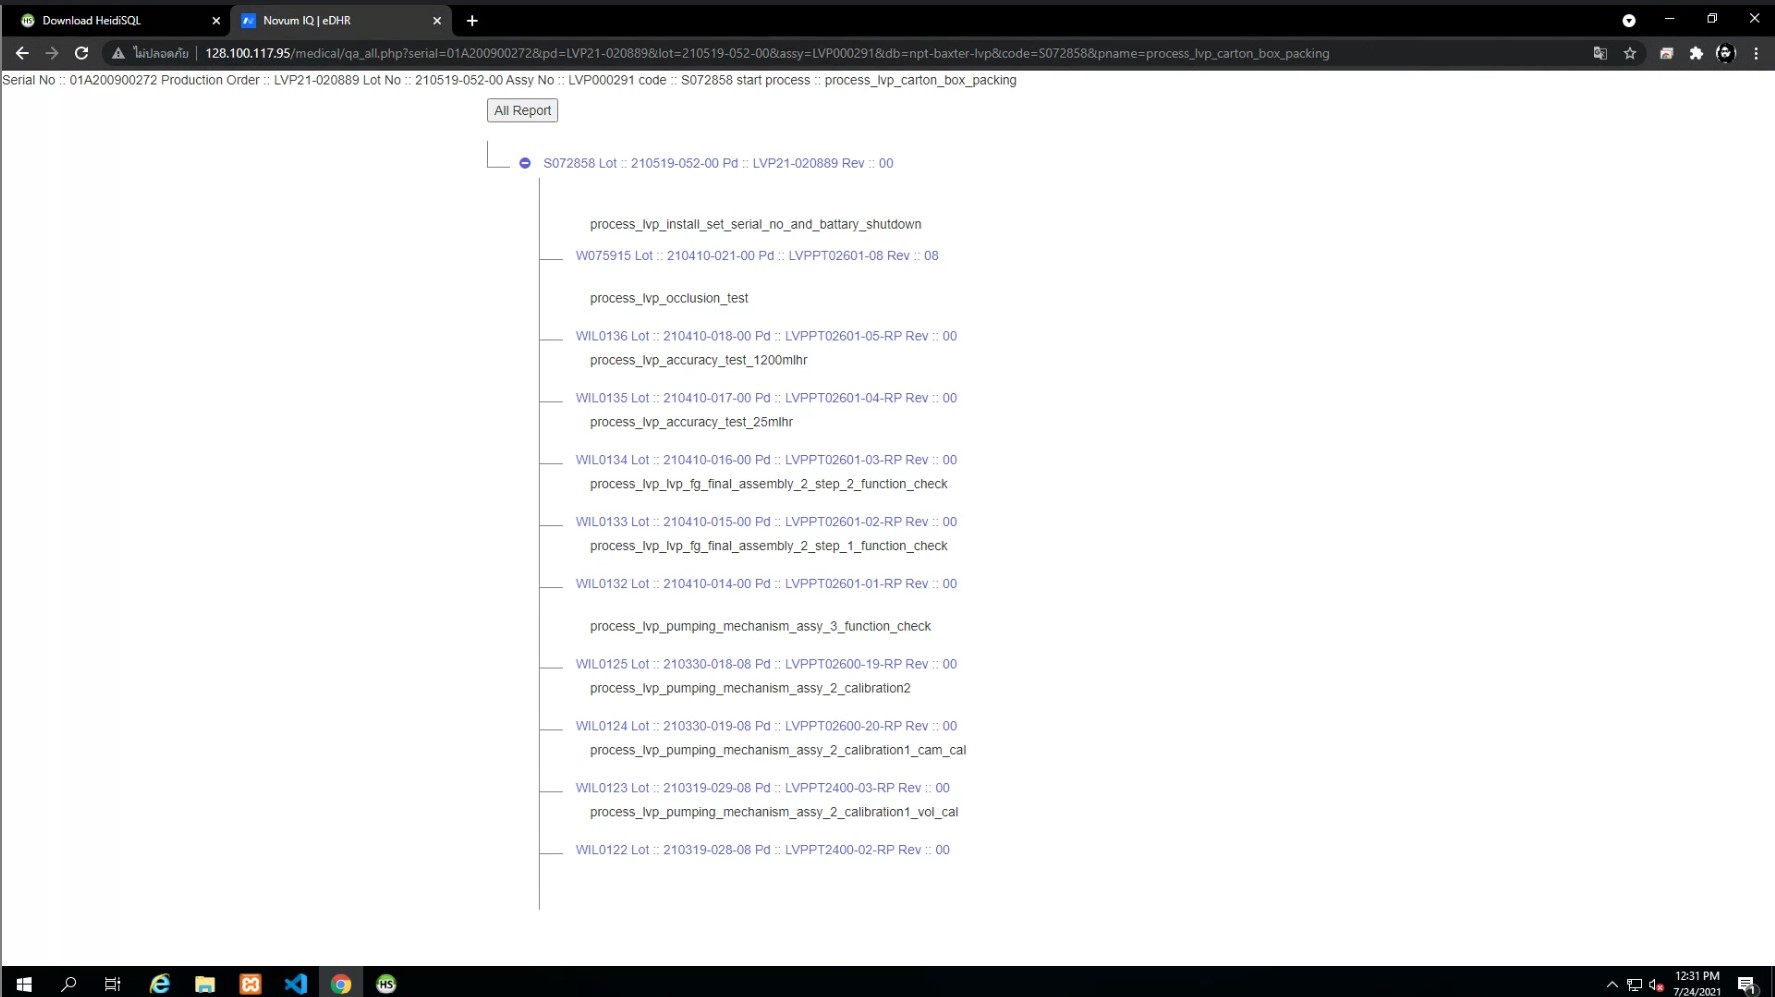 Download HeidiSQL
Novum IQ | eDHR
ไม่ปลอดภัย
128.100.117.95/medical/qa_all.php?serial=01A200900272&pd=LVP21-020889&lot=210519-052-00&assy=LVP000291&db=npt-baxter-lvp&code=S072858&pname=process_lvp_carton_box_packing
Serial No :: 01A200900272 Production Order :: LVP21-020889 Lot No :: 210519-052-00 Assy No :: LVP000291 code :: S072858 start process :: process_lvp_carton_box_packing
All Report
S072858 Lot :: 210519-052-00 Pd :: LVP21-020889 Rev :: 00
process_lvp_install_set_serial_no_and_battary_shutdown
W075915 Lot :: 210410-021-00 Pd :: LVPPT02601-08 Rev :: 08
process_lvp_occlusion_test
WIL0136 Lot :: 210410-018-00 Pd :: LVPPT02601-05-RP Rev :: 00
process_lvp_accuracy_test_1200mlhr
WIL0135 Lot :: 210410-017-00 Pd :: LVPPT02601-04-RP Rev :: 00
process_lvp_accuracy_test_25mlhr
WIL0134 Lot :: 210410-016-00 Pd :: LVPPT02601-03-RP Rev :: 00
process_lvp_lvp_fg_final_assembly_2_step_2_function_check
WIL0133 Lot :: 210410-015-00 Pd :: LVPPT02601-02-RP Rev :: 00
process_lvp_lvp_fg_final_assembly_2_step_1_function_check
WIL0132 Lot :: 210410-014-00 Pd :: LVPPT02601-01-RP Rev :: 00
process_lvp_pumping_mechanism_assy_3_function_check
WIL0125 Lot :: 210330-018-08 Pd :: LVPPT02600-19-RP Rev :: 00
process_lvp_pumping_mechanism_assy_2_calibration2
WIL0124 Lot :: 210330-019-08 Pd :: LVPPT02600-20-RP Rev :: 00
process_lvp_pumping_mechanism_assy_2_calibration1_cam_cal
WIL0123 Lot :: 210319-029-08 Pd :: LVPPT2400-03-RP Rev :: 00
process_lvp_pumping_mechanism_assy_2_calibration1_vol_cal
WIL0122 Lot :: 210319-028-08 Pd :: LVPPT2400-02-RP Rev :: 00
HS
12:31 PM
7/24/2021
1